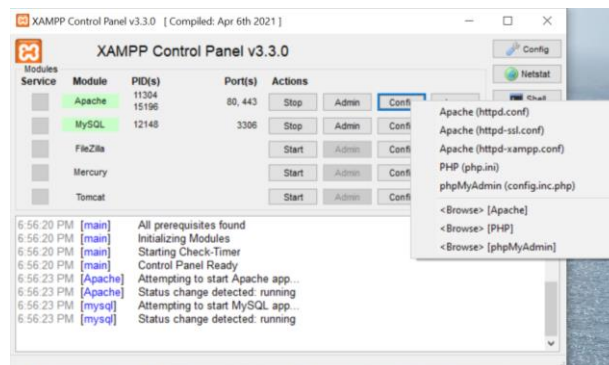 XAMPP Control Panel v3.3.0 [ Compiled: Apr 6th 2021 ]
XAMPP Control Panel v3.3.0
Config
Modules
Service Module PID(s) Port(s) Actions
Netstat
Apache 11304 15196 80, 443 Stop Admin
Shell
MySQL 12148 3306 Stop Admin
FileZilla Start Admin
Mercury Start Admin
Tomcat Start Admin
Apache (httpd.conf)
Apache (httpd-ssl.conf)
Apache (httpd-xampp.conf)
PHP (php.ini)
phpMyAdmin (config.inc.php)
<Browse> [Apache]
<Browse> [PHP]
<Browse> [phpMyAdmin]
6:56:20 PM [main] All prerequisites found
6:56:20 PM [main] Initializing Modules
6:56:20 PM [main] Starting Check-Timer
6:56:20 PM [main] Control Panel Ready
6:56:23 PM [Apache] Attempting to start Apache app...
6:56:23 PM [Apache] Status change detected: running
6:56:23 PM [mysql] Attempting to start MySQL app...
6:56:23 PM [mysql] Status change detected: running